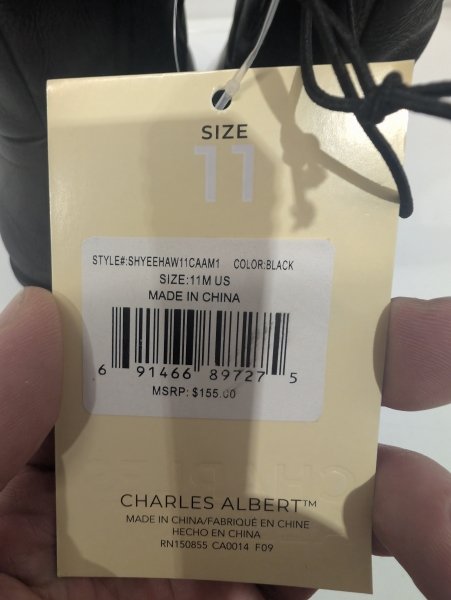 SIZE
11
STYLE#:SHYEEHAW11CAAM1 COLOR:BLACK
SIZE:11M US
MADE IN CHINA
6 91466 89727 5
MSRP: $155.00
CHARLES ALBERT™
MADE IN CHINA/FABRIQUÉ EN CHINE
HECHO EN CHINA
RN150855 CA0014 F09